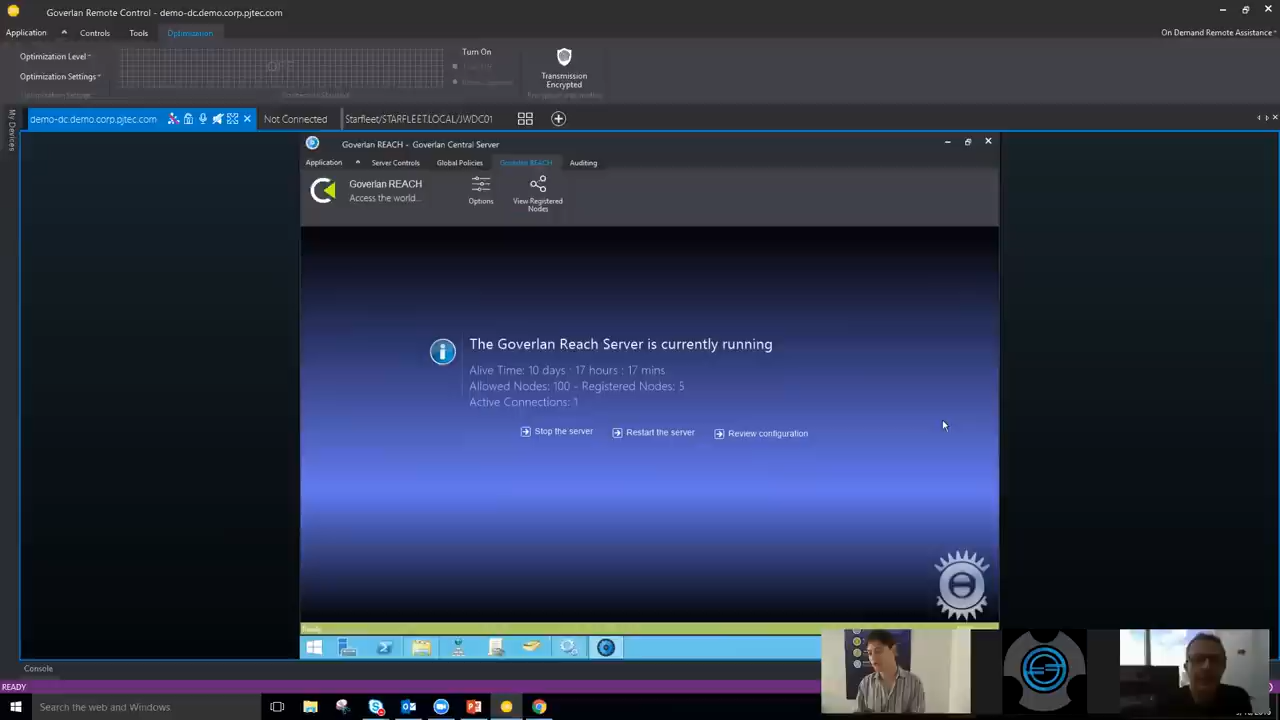 Goverlan Remote Control - demo-dc.demo.corp.pjtec.com
Application
Controls
Tools
Optimization
On Demand Remote Assistance
Optimization Level
Optimization Settings
OFF
Turn On
Transmission
Encrypted
My Devices
demo-dc.demo.corp.pjtec.com
Not Connected
Starfleet/STARFLEET.LOCAL/JWDC01
Goverlan REACH - Goverlan Central Server
Application
Server Controls
Global Policies
Goverlan REACH
Auditing
Goverlan REACH
Access the world...
Options
View Registered
Nodes
The Goverlan Reach Server is currently running
Alive Time: 10 days · 17 hours : 17 mins
Allowed Nodes: 100 - Registered Nodes: 5
Active Connections: 1
Stop the server
Restart the server
Review configuration
Ready
Console
READY
Search the web and Windows